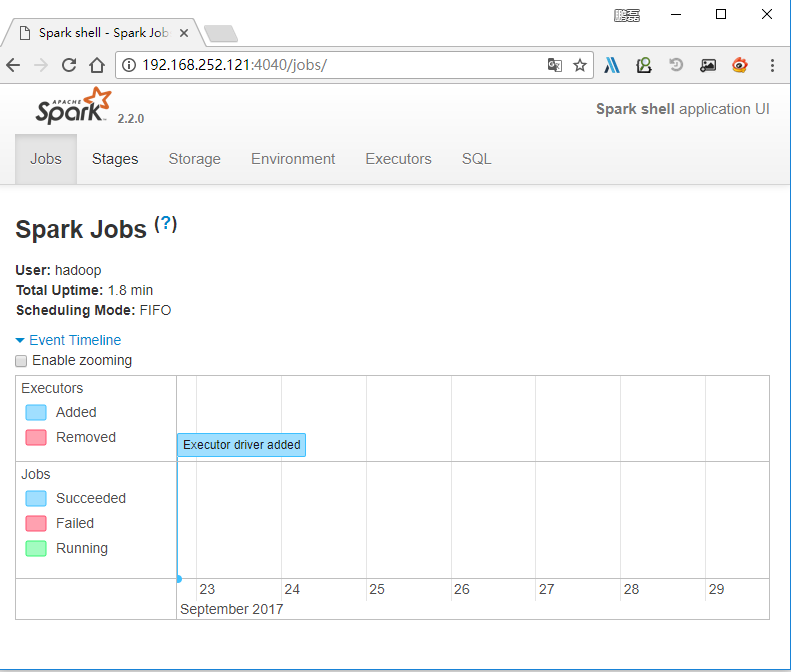 鹏磊
Spark shell - Spark Job
192.168.252.121:4040/jobs/
APACHE
Spark 2.2.0
Spark shell application UI
Jobs Stages Storage Environment Executors SQL
Spark Jobs (?)
User: hadoop
Total Uptime: 1.8 min
Scheduling Mode: FIFO
Event Timeline
Enable zooming
Executors
Added
Removed
Executor driver added
Jobs
Succeeded
Failed
Running
23 24 25 26 27 28 29
September 2017